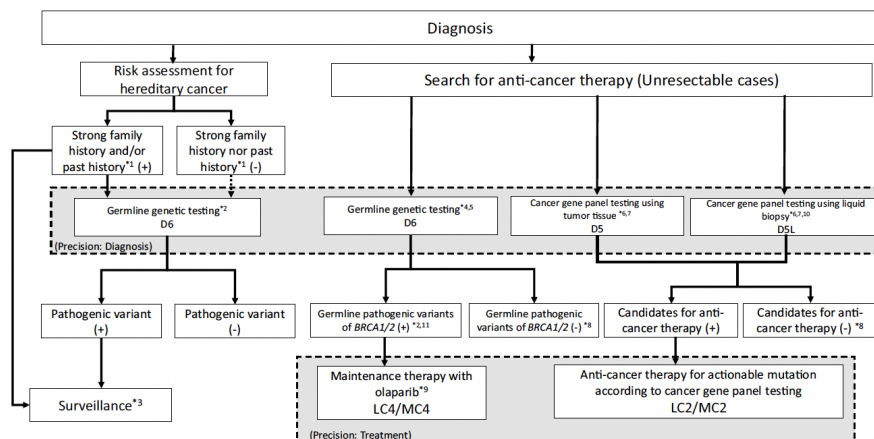 Diagnosis
Risk assessment for
hereditary cancer
Search for anti-cancer therapy (Unresectable cases)
Strong family
history and/or
past history*1 (+)
Strong family
history nor past
history*1 (-)
Germline genetic testing*2
D6
Germline genetic testing*4,5
D6
Cancer gene panel testing using
tumor tissue *6,7
D5
Cancer gene panel testing using liquid
biopsy*6,7,10
D5L
(Precision: Diagnosis)
Pathogenic variant
(+)
Pathogenic variant
(-)
Germline pathogenic variants
of BRCA1/2 (+) *2,11
Germline pathogenic
variants of BRCA1/2 (-) *8
Candidates for anti-
cancer therapy (+)
Candidates for anti-
cancer therapy (-) *8
Surveillance*3
Maintenance therapy with
olaparib*9
LC4/MC4
Anti-cancer therapy for actionable mutation
according to cancer gene panel testing
LC2/MC2
(Precision: Treatment)